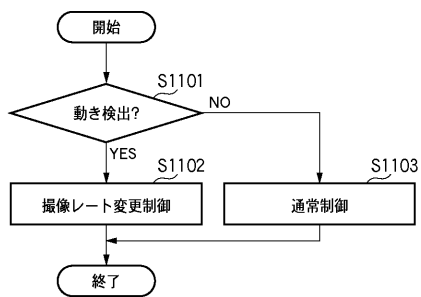 開始
S1101
動き検出?
NO
YES
S1102
撮像レート変更制御
S1103
通常制御
終了